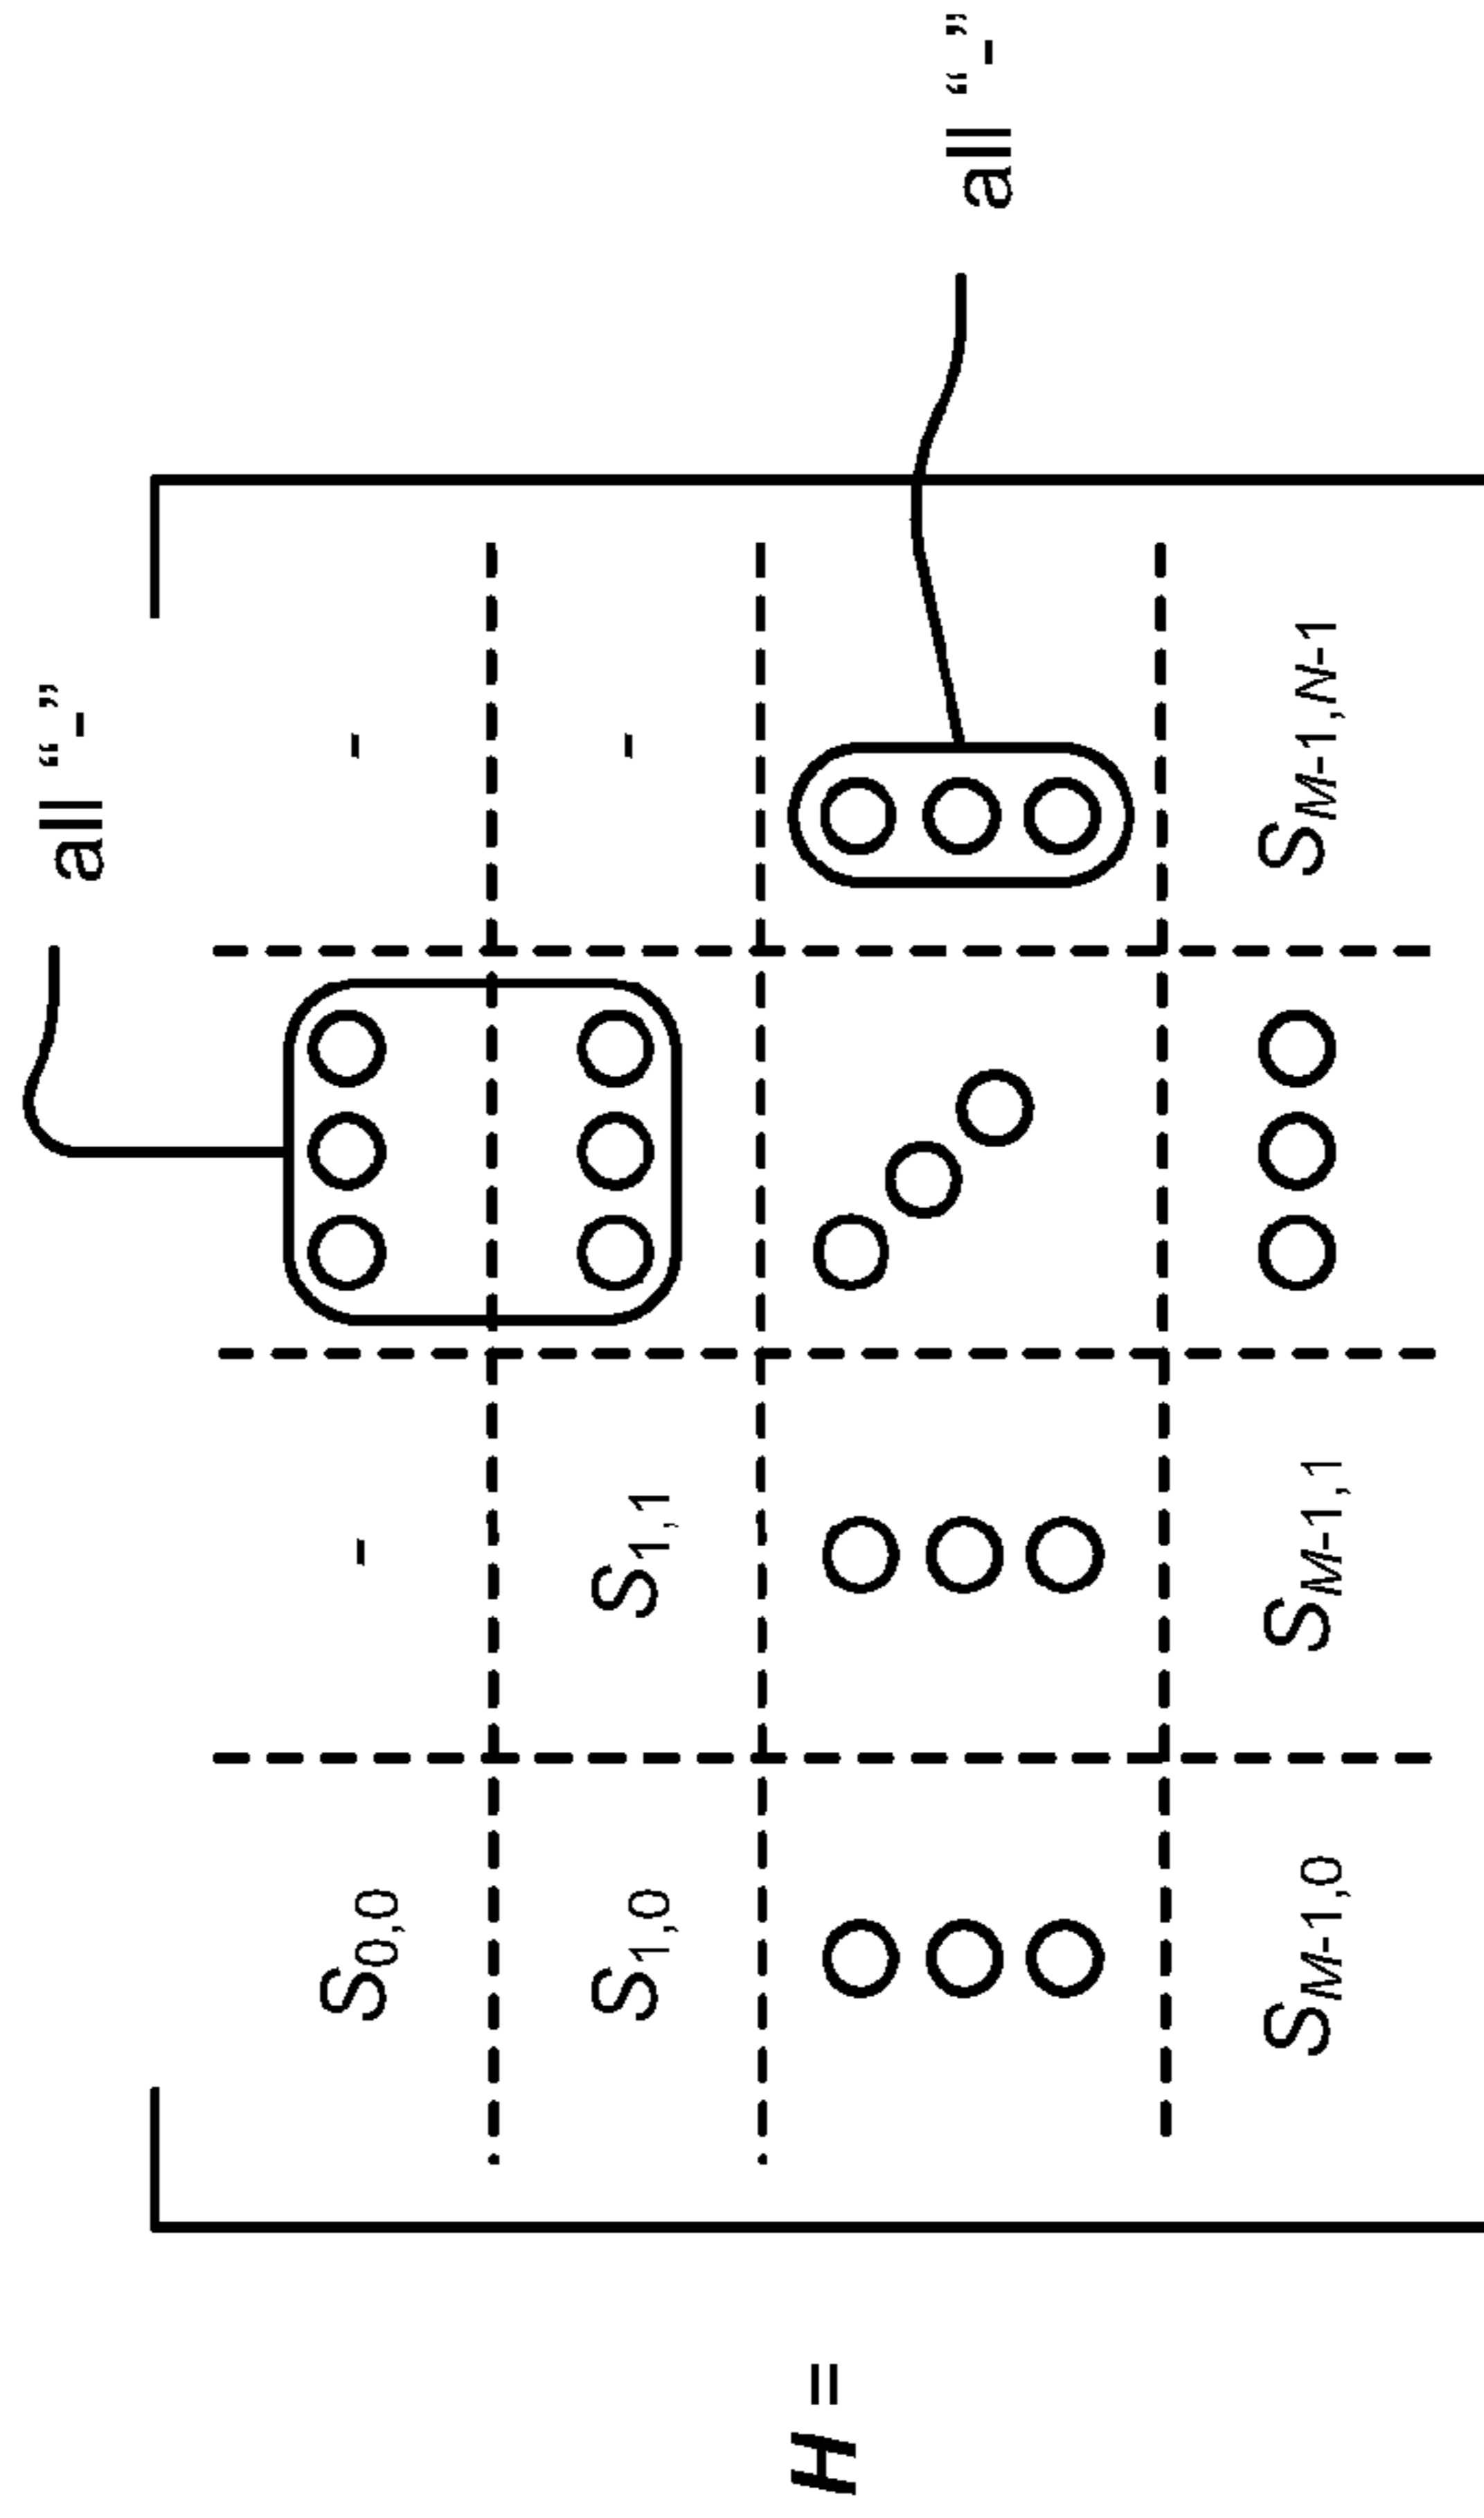 all “-”
S0,0 - -
S1,0 S1,1 - all “-”
H =
SM-1,0 SM-1,1 SM-1,N-1